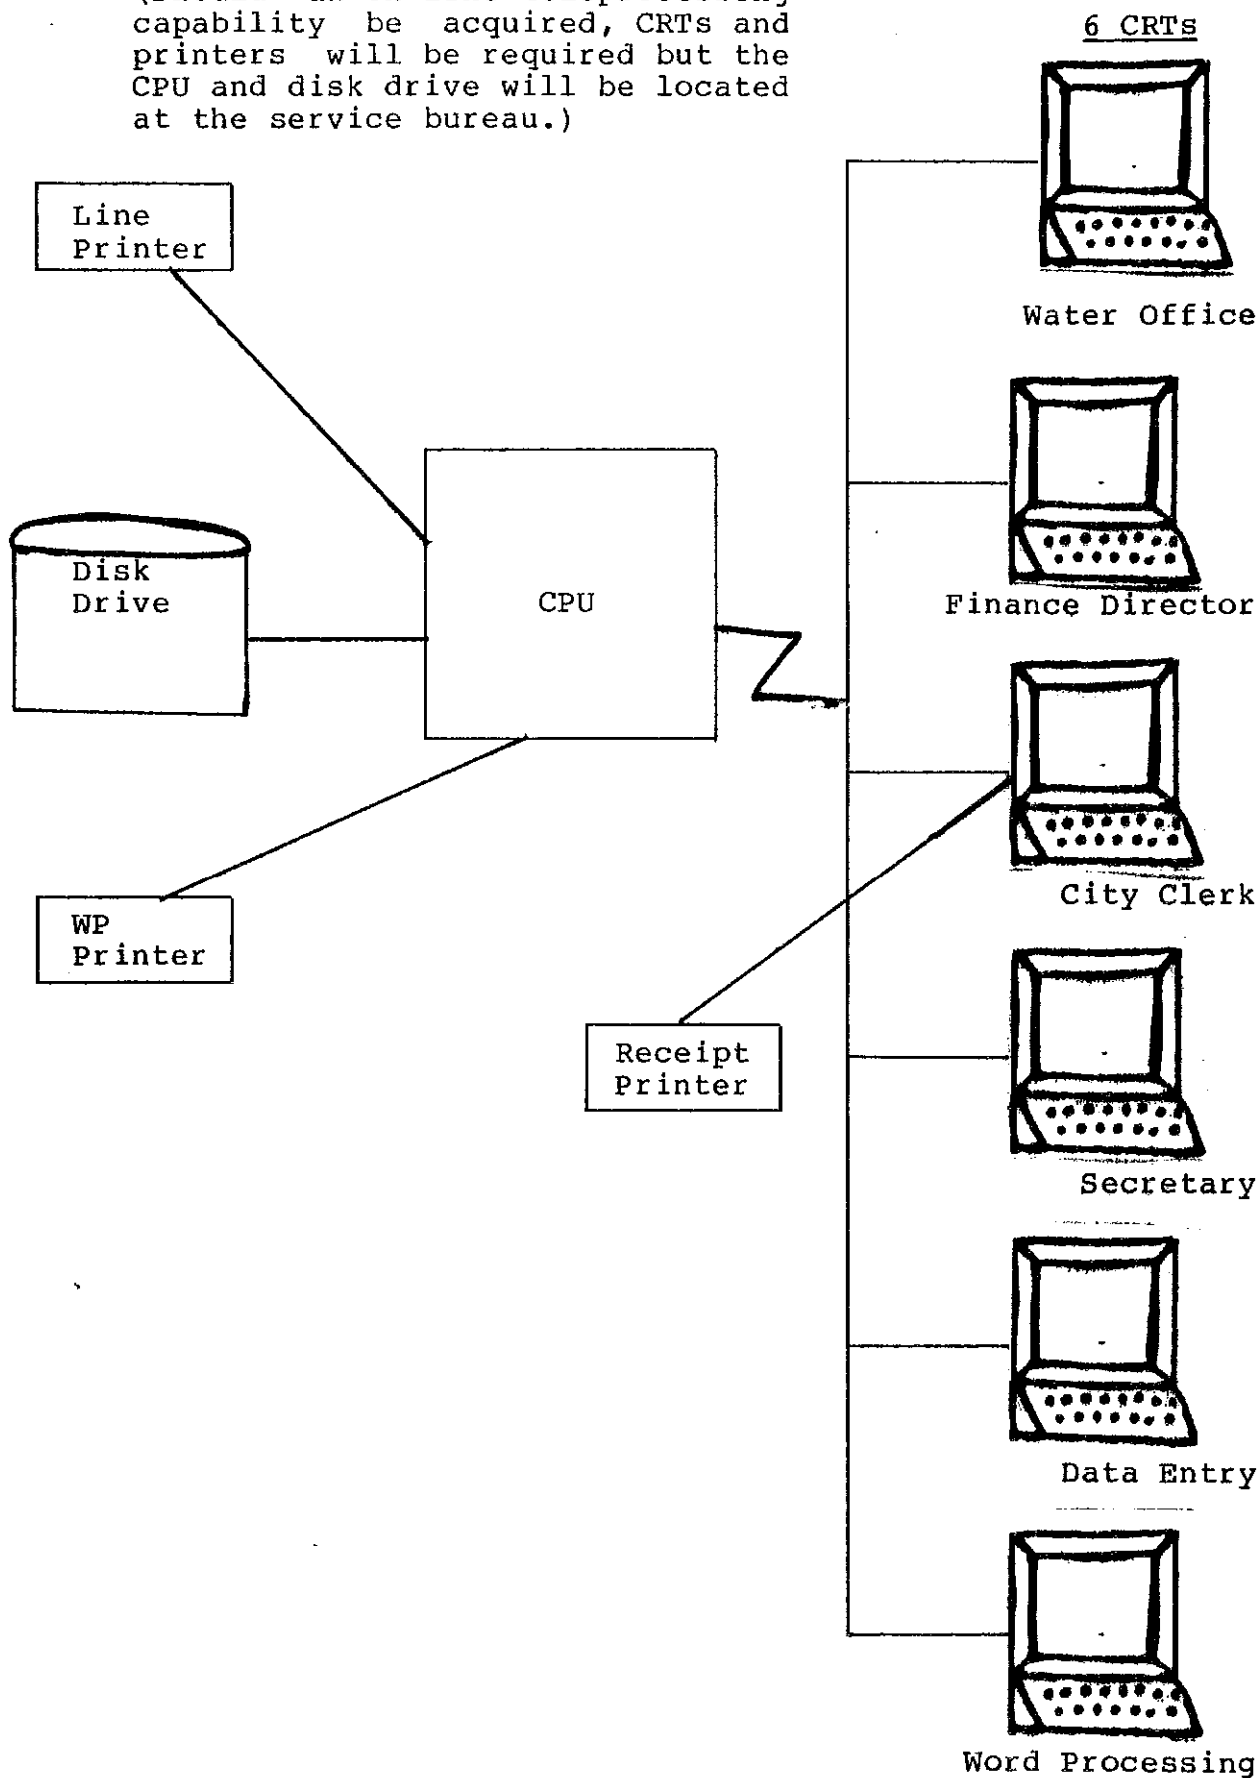 capability be acquired, CRTs and
printers will be required but the
CPU and disk drive will be located
at the service bureau.)
6 CRTs
Line
Printer
Water Office
Disk
Drive
CPU
Finance Director
City Clerk
WP
Printer
Receipt
Printer
Secretary
Data Entry
Word Processing